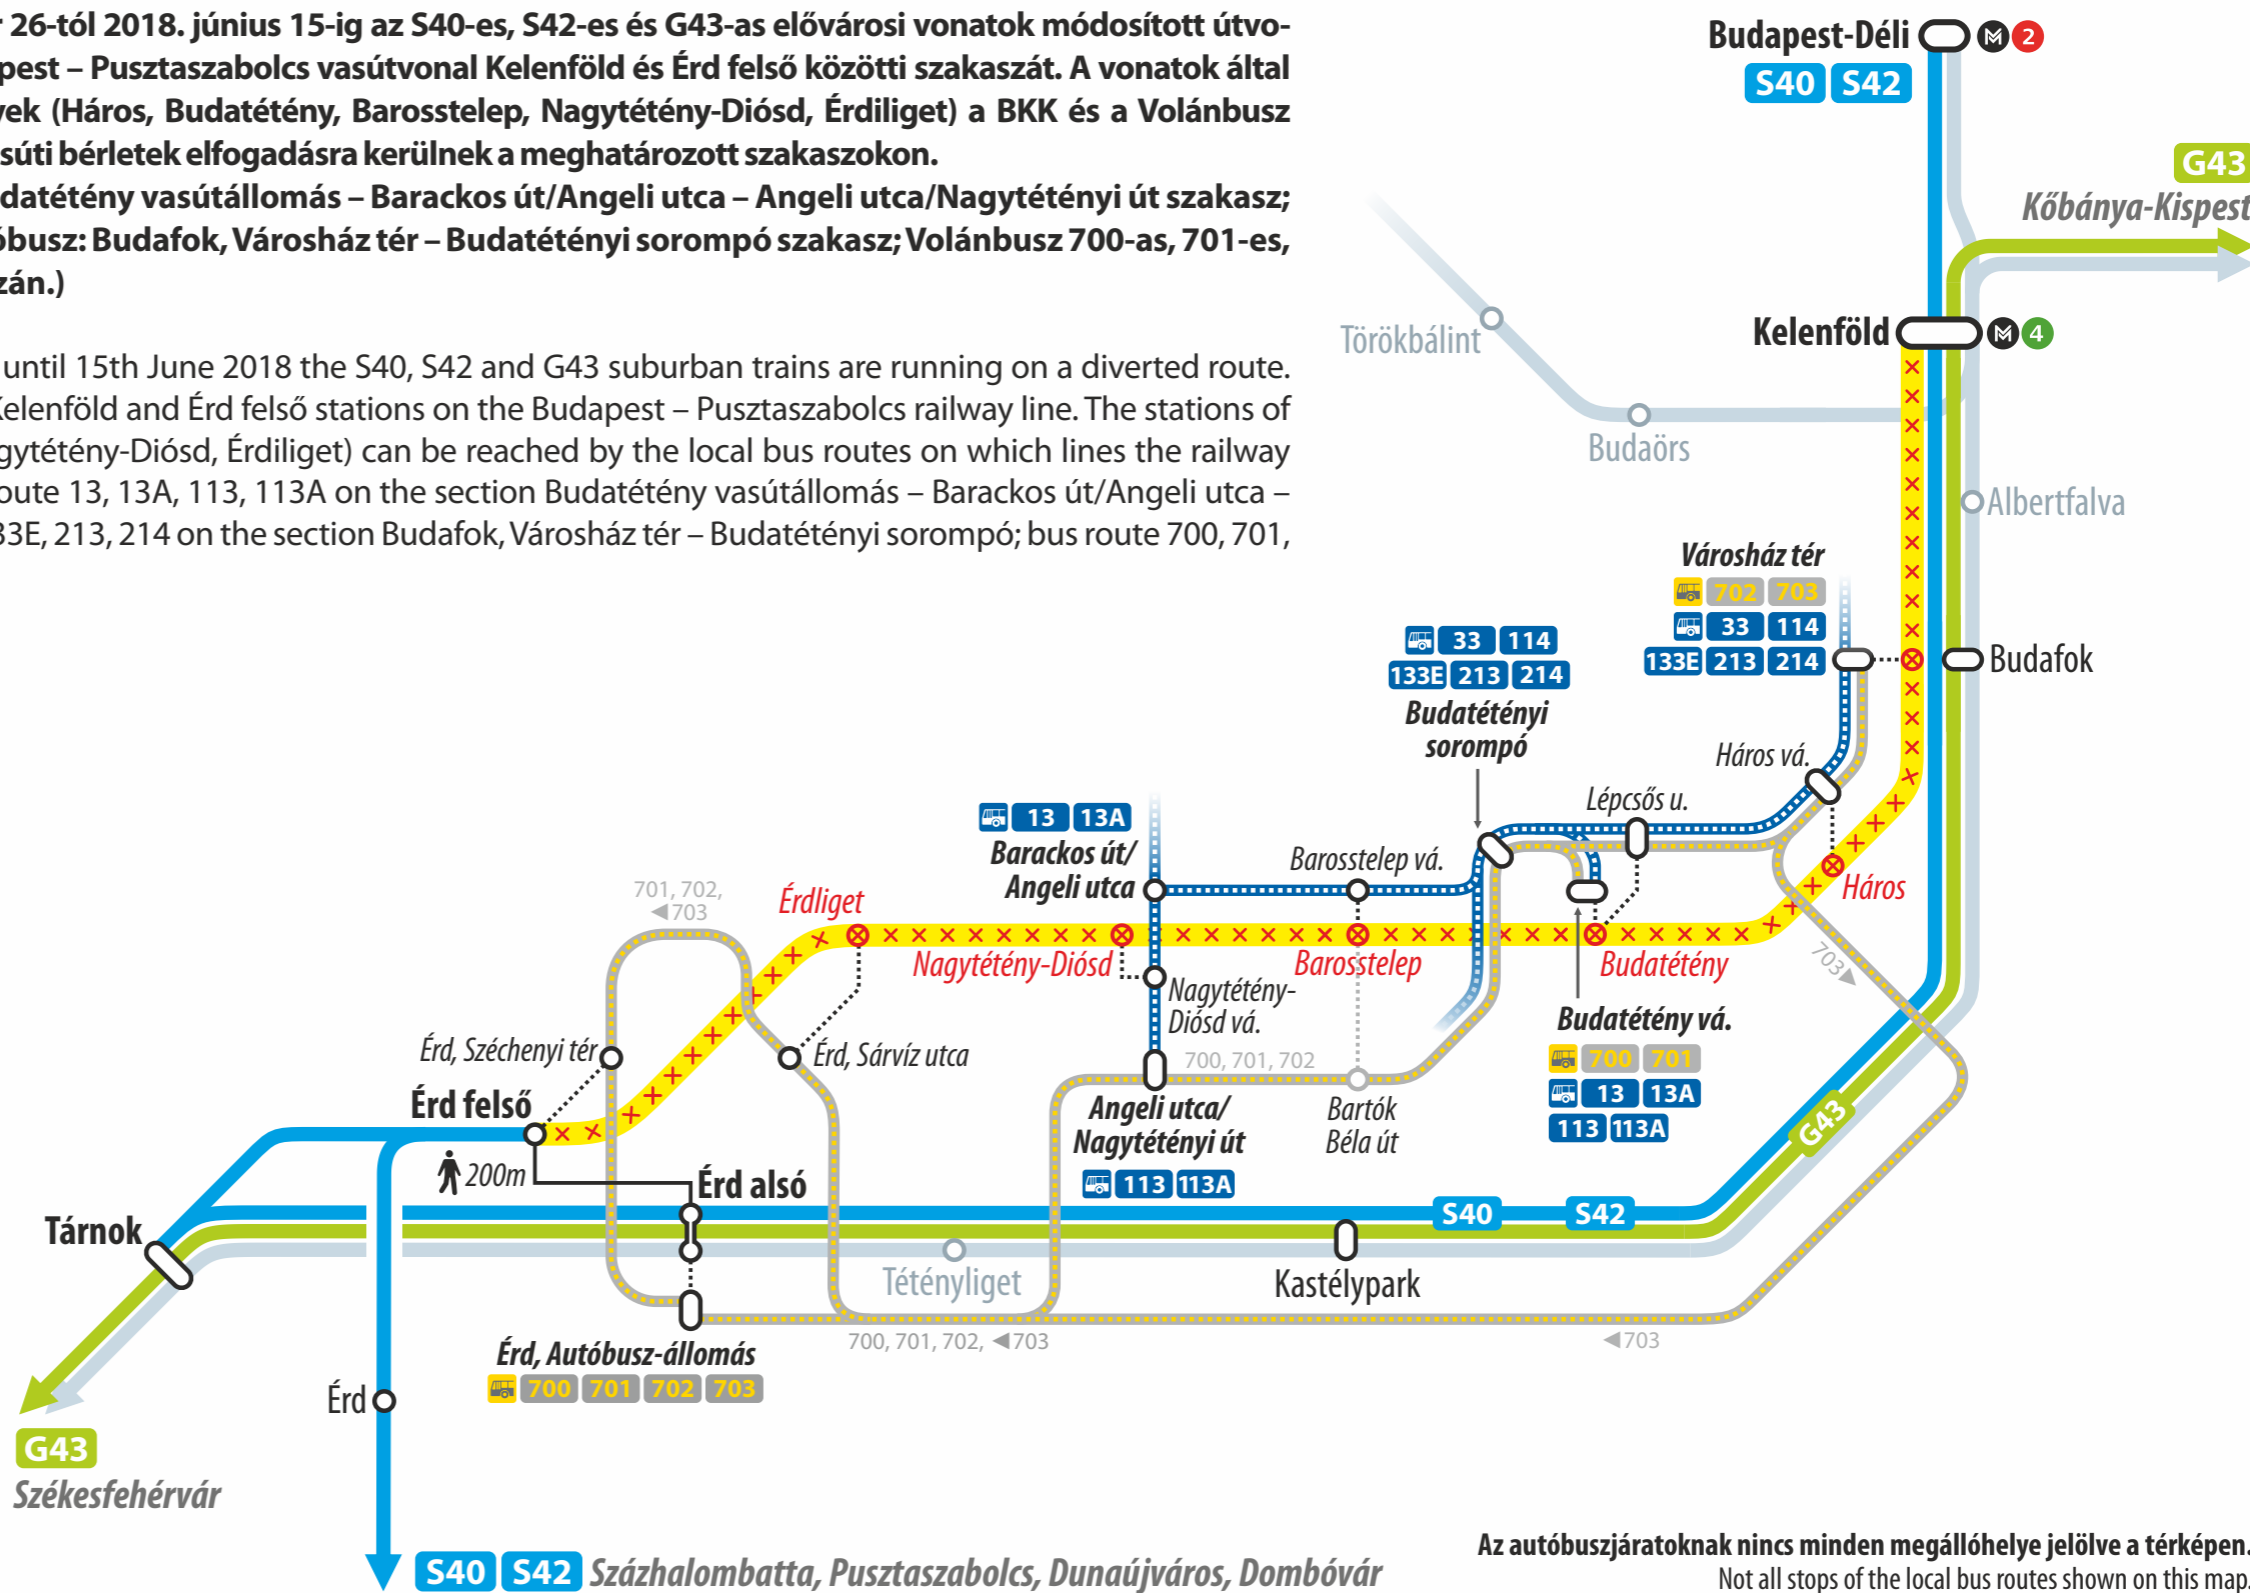 26-tól 2018. június 15-ig az S40-es, S42-es és G43-as elővárosi vonatok módosított útvo-
pest – Pusztaszabolcs vasútvonal Kelenföld és Érd felső közötti szakaszát. A vonatok által
yek (Háros, Budatétény, Barosstelep, Nagytétény-Diósd, Érdiliget) a BKK és a Volánbusz
súti bérletek elfogadásra kerülnek a meghatározott szakaszokon.
datétény vasútállomás – Barackos út/Angeli utca – Angeli utca/Nagytétényi út szakasz;
óbusz: Budafok, Városház tér – Budatétényi sorompó szakasz; Volánbusz 700-as, 701-es,
zán.)
until 15th June 2018 the S40, S42 and G43 suburban trains are running on a diverted route.
Kelenföld and Érd felső stations on the Budapest – Pusztaszabolcs railway line. The stations of
gytétény-Diósd, Érdiliget) can be reached by the local bus routes on which lines the railway
oute 13, 13A, 113, 113A on the section Budatétény vasútállomás – Barackos út/Angeli utca –
33E, 213, 214 on the section Budafok, Városház tér – Budatétényi sorompó; bus route 700, 701,
Budapest-Déli M 2
S40 S42
G43
Kőbánya-Kispest
Törökbálint
Kelenföld M 4
Budaörs
Albertfalva
Városház tér
702 703
33 114
133E 213 214
Budafok
33 114
133E 213 214
Budatétényi
sorompó
Háros vá.
Lépcsős u.
13 13A
Barackos út/
Angeli utca
Barosstelep vá.
701, 702,
◄703
Érdliget
Háros
Nagytétény-Diósd
Barosstelep
Budatétény
703►
Nagytétény-
Diósd vá.
Budatétény vá.
700 701
13 13A
113 113A
Érd, Széchenyi tér
Érd, Sárvíz utca
700, 701, 702
Érd felső
Angeli utca/
Nagytétényi út
113 113A
Bartók
Béla út
G43
200m
Érd alsó
S40 S42
Tárnok
Tétényliget
Kastélypark
700, 701, 702, ◄703
◄703
Érd, Autóbusz-állomás
700 701 702 703
Érd
G43
Székesfehérvár
S40 S42 Százhalombatta, Pusztaszabolcs, Dunaújváros, Dombóvár
Az autóbuszjáratoknak nincs minden megállóhelye jelölve a térképen.
Not all stops of the local bus routes shown on this map.